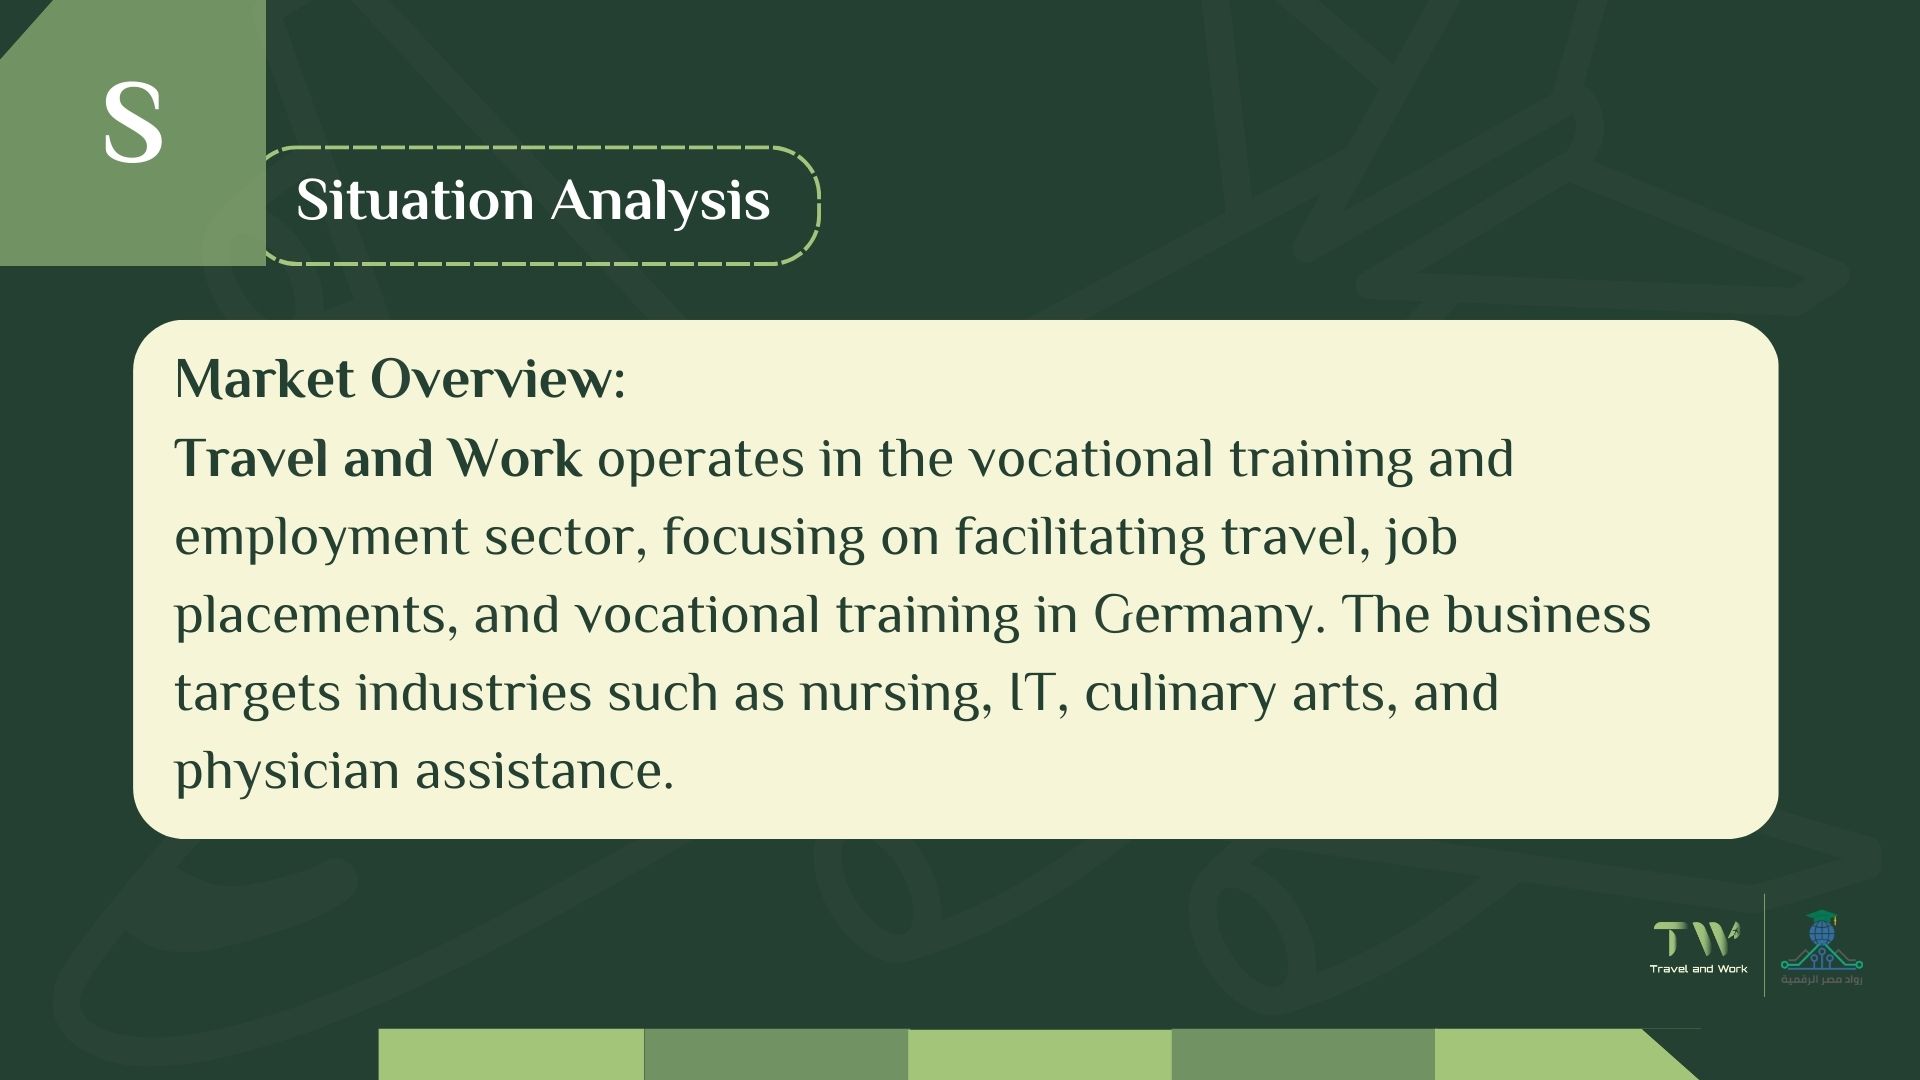 S
Situation Analysis
Market Overview:
Travel and Work operates in the vocational training and
employment sector, focusing on facilitating travel, job
placements, and vocational training in Germany. The business
targets industries such as nursing, IT, culinary arts, and
physician assistance.
TW
Travel and Work
رواد مصر الرقمية